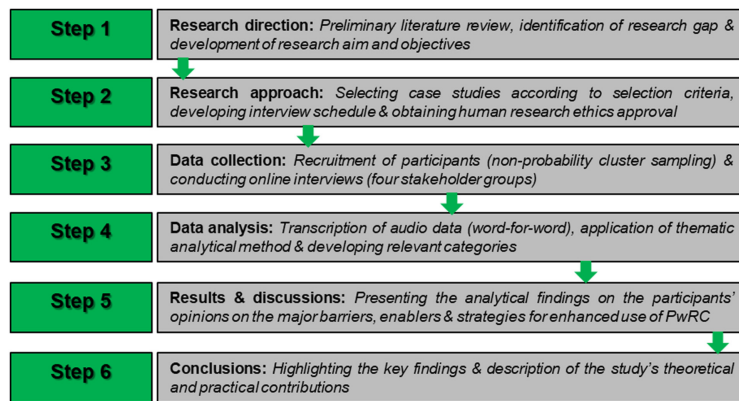 Step 1
Research direction: Preliminary literature review, identification of research gap &
development of research aim and objectives
Step 2
Research approach: Selecting case studies according to selection criteria,
developing interview schedule & obtaining human research ethics approval
Step 3
Data collection: Recruitment of participants (non-probability cluster sampling) &
conducting online interviews (four stakeholder groups)
Step 4
Data analysis: Transcription of audio data (word-for-word), application of thematic
analytical method & developing relevant categories
Step 5
Results & discussions: Presenting the analytical findings on the participants'
opinions on the major barriers, enablers & strategies for enhanced use of PwRC
Step 6
Conclusions: Highlighting the key findings & description of the study's theoretical
and practical contributions